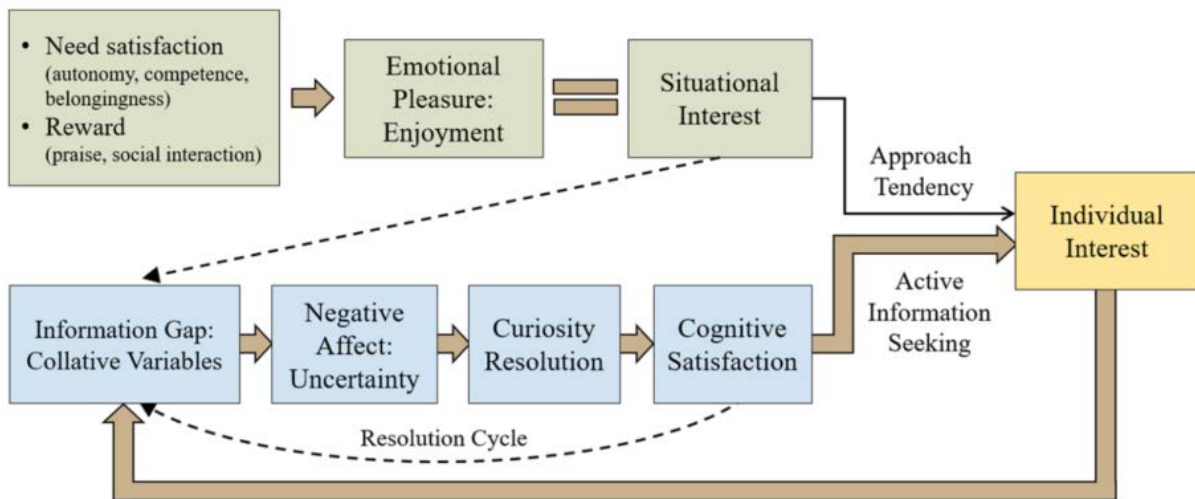 • Need satisfaction
(autonomy, competence,
belongingness)
• Reward
(praise, social interaction)
Emotional
Pleasure:
Enjoyment
Situational
Interest
Approach
Tendency
Individual
Interest
Active
Information
Seeking
Information Gap:
Collative Variables
Negative
Affect:
Uncertainty
Curiosity
Resolution
Cognitive
Satisfaction
Resolution Cycle